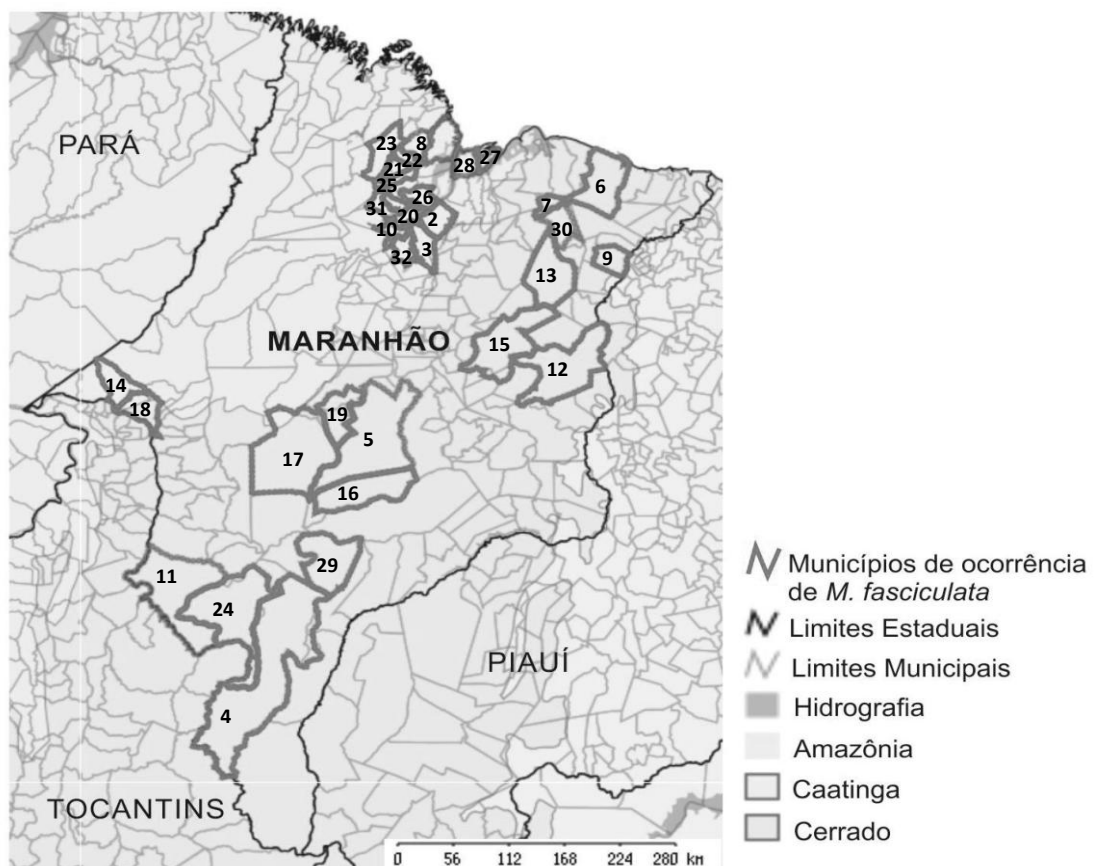 PARÁ
23
8
22
21
28
27
25
26
31
20
2
10
3
32
6
7
30
9
13
MARANHÃO
15
12
14
18
19
5
17
16
11
29
24
PIAUÍ
4
TOCANTINS
0 56 112 168 224 280 km
Municípios de ocorrência
de M. fasciculata
Limites Estaduais
Limites Municipais
Hidrografia
Amazônia
Caatinga
Cerrado